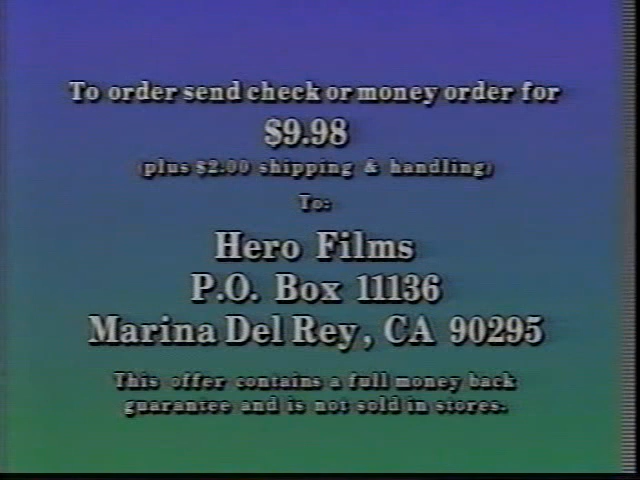 To order send check or money order for
$9.98
(plus $2.00 shipping & handling)
To:
Hero Films
P.O. Box 11136
Marina Del Rey, CA 90295
This offer contains a full money back
guarantee and is not sold in stores.